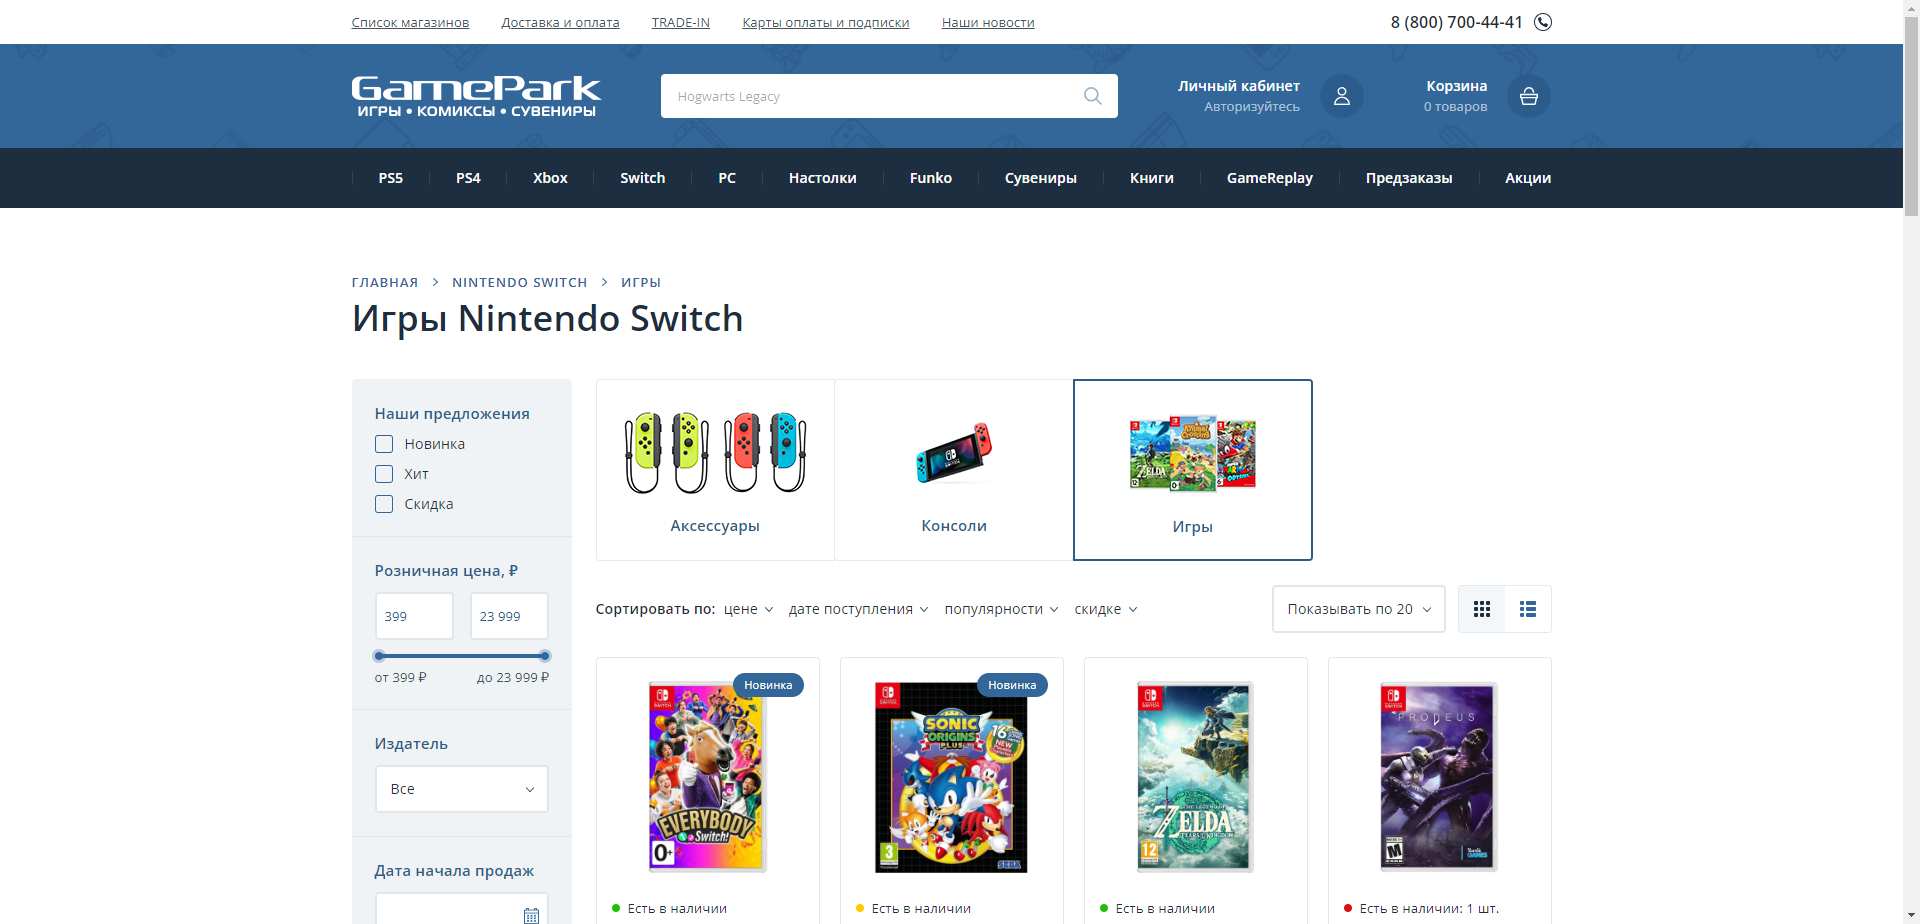 Список магазинов
Доставка и оплата
TRADE-IN
Карты оплаты и подписки
Наши новости
8 (800) 700-44-41
GamePark
ИГРЫ • КОМИКСЫ • СУВЕНИРЫ
Hogwarts Legacy
Личный кабинет
Авторизуйтесь
Корзина
0 товаров
PS5
PS4
Xbox
Switch
PC
Настолки
Funko
Сувениры
Книги
GameReplay
Предзаказы
Акции
ГЛАВНАЯ > NINTENDO SWITCH > ИГРЫ
Игры Nintendo Switch
Наши предложения
Новинка
Хит
Скидка
Розничная цена, ₽
399
23 999
от 399 ₽
до 23 999 ₽
Издатель
Все
Дата начала продаж
Аксессуары
Консоли
Игры
Сортировать по: цене дате поступления популярности скидке
Показывать по 20
Новинка
EVERYBODY
1-2 Switch!
0+
Есть в наличии
Новинка
SONIC
ORIGINS
PLUS
16
NEW
3
SEGA
Есть в наличии
THE LEGEND OF
ZELDA
TEARS OF THE KINGDOM
12
Есть в наличии
PRODEUS
M
Есть в наличии: 1 шт.